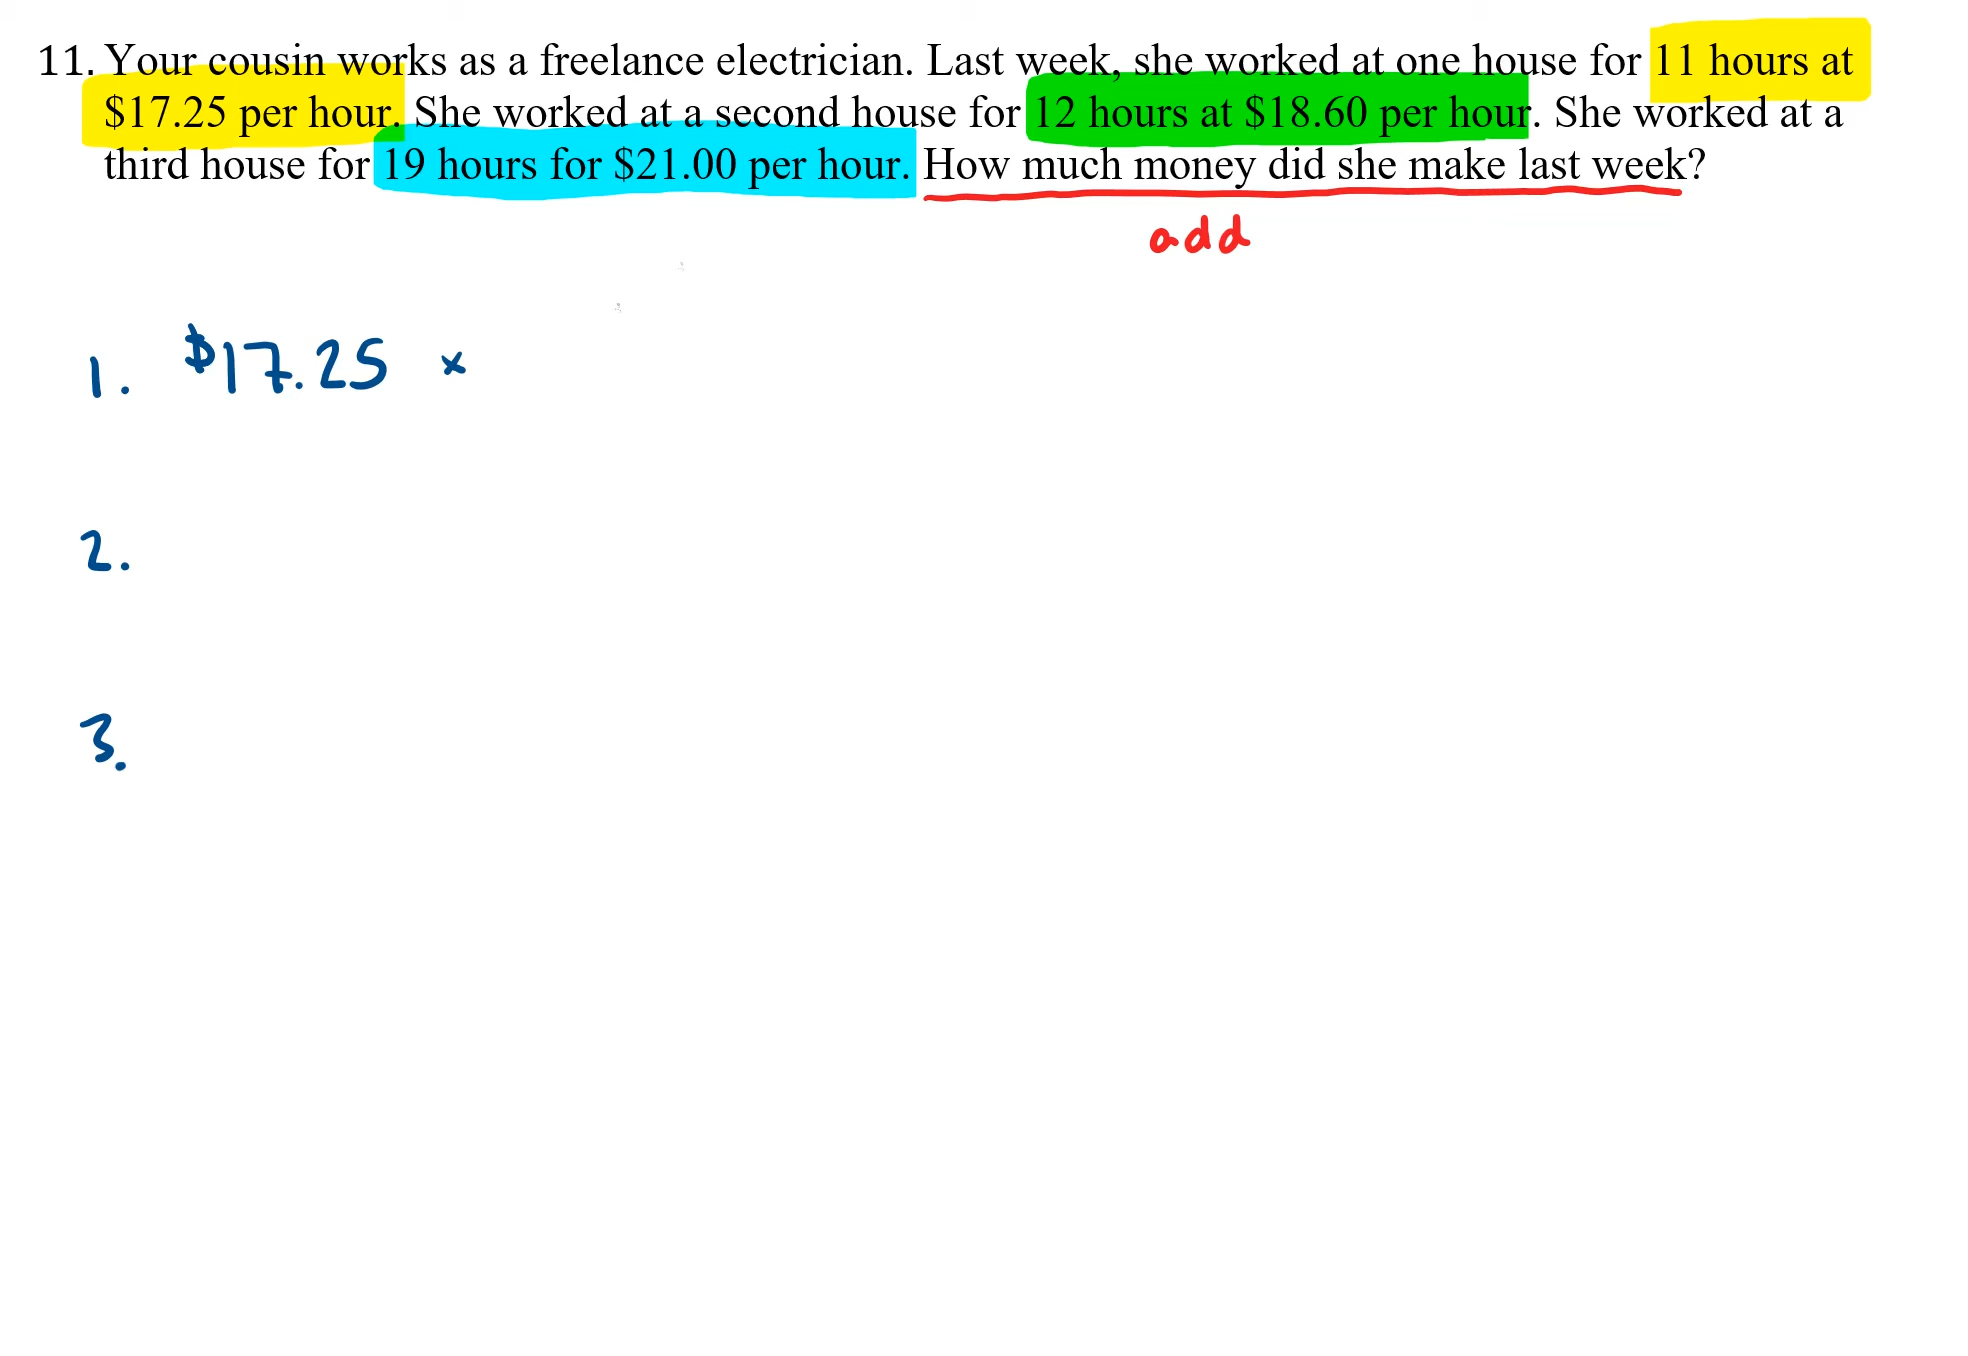 11. Your cousin works as a freelance electrician. Last week, she worked at one house for 11 hours at
$17.25 per hour. She worked at a second house for 12 hours at $18.60 per hour. She worked at a
third house for 19 hours for $21.00 per hour. How much money did she make last week?
add
1. $17.25 ×
2.
3.